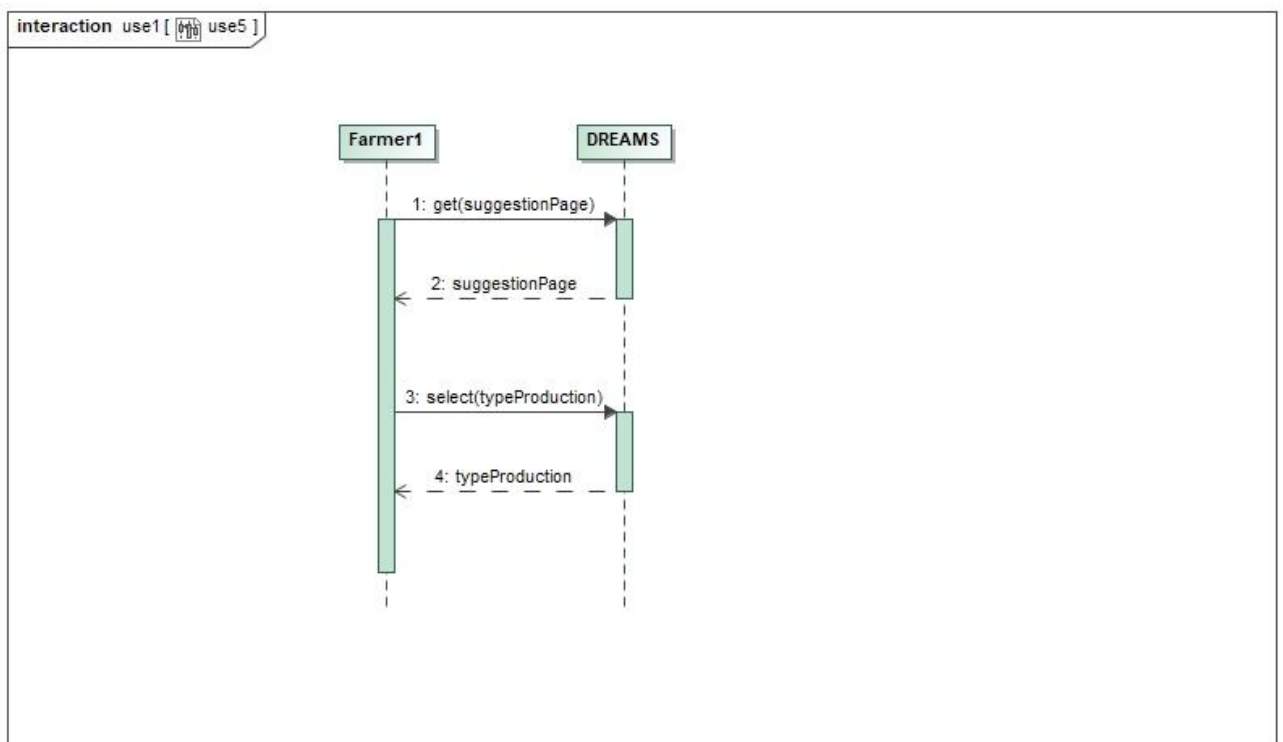 interaction use1 [ use5 ]
Farmer1
DREAMS
1: get(suggestionPage)
2: suggestionPage
3: select(typeProduction)
4: typeProduction